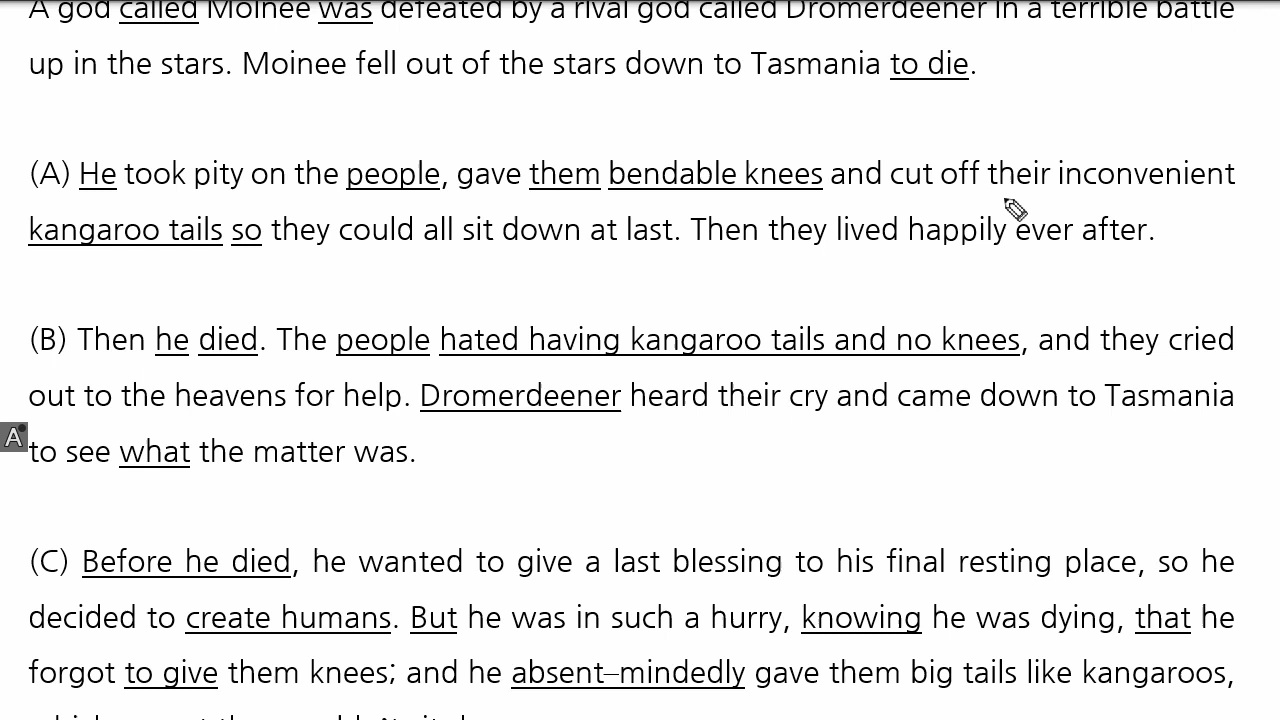 A god called Moinee was defeated by a rival god called Dromerdeener in a terrible battle
up in the stars. Moinee fell out of the stars down to Tasmania to die.
(A) He took pity on the people, gave them bendable knees and cut off their inconvenient
kangaroo tails so they could all sit down at last. Then they lived happily ever after.
(B) Then he died. The people hated having kangaroo tails and no knees, and they cried
out to the heavens for help. Dromerdeener heard their cry and came down to Tasmania
A
to see what the matter was.
(C) Before he died, he wanted to give a last blessing to his final resting place, so he
decided to create humans. But he was in such a hurry, knowing he was dying, that he
forgot to give them knees; and he absent–mindedly gave them big tails like kangaroos,